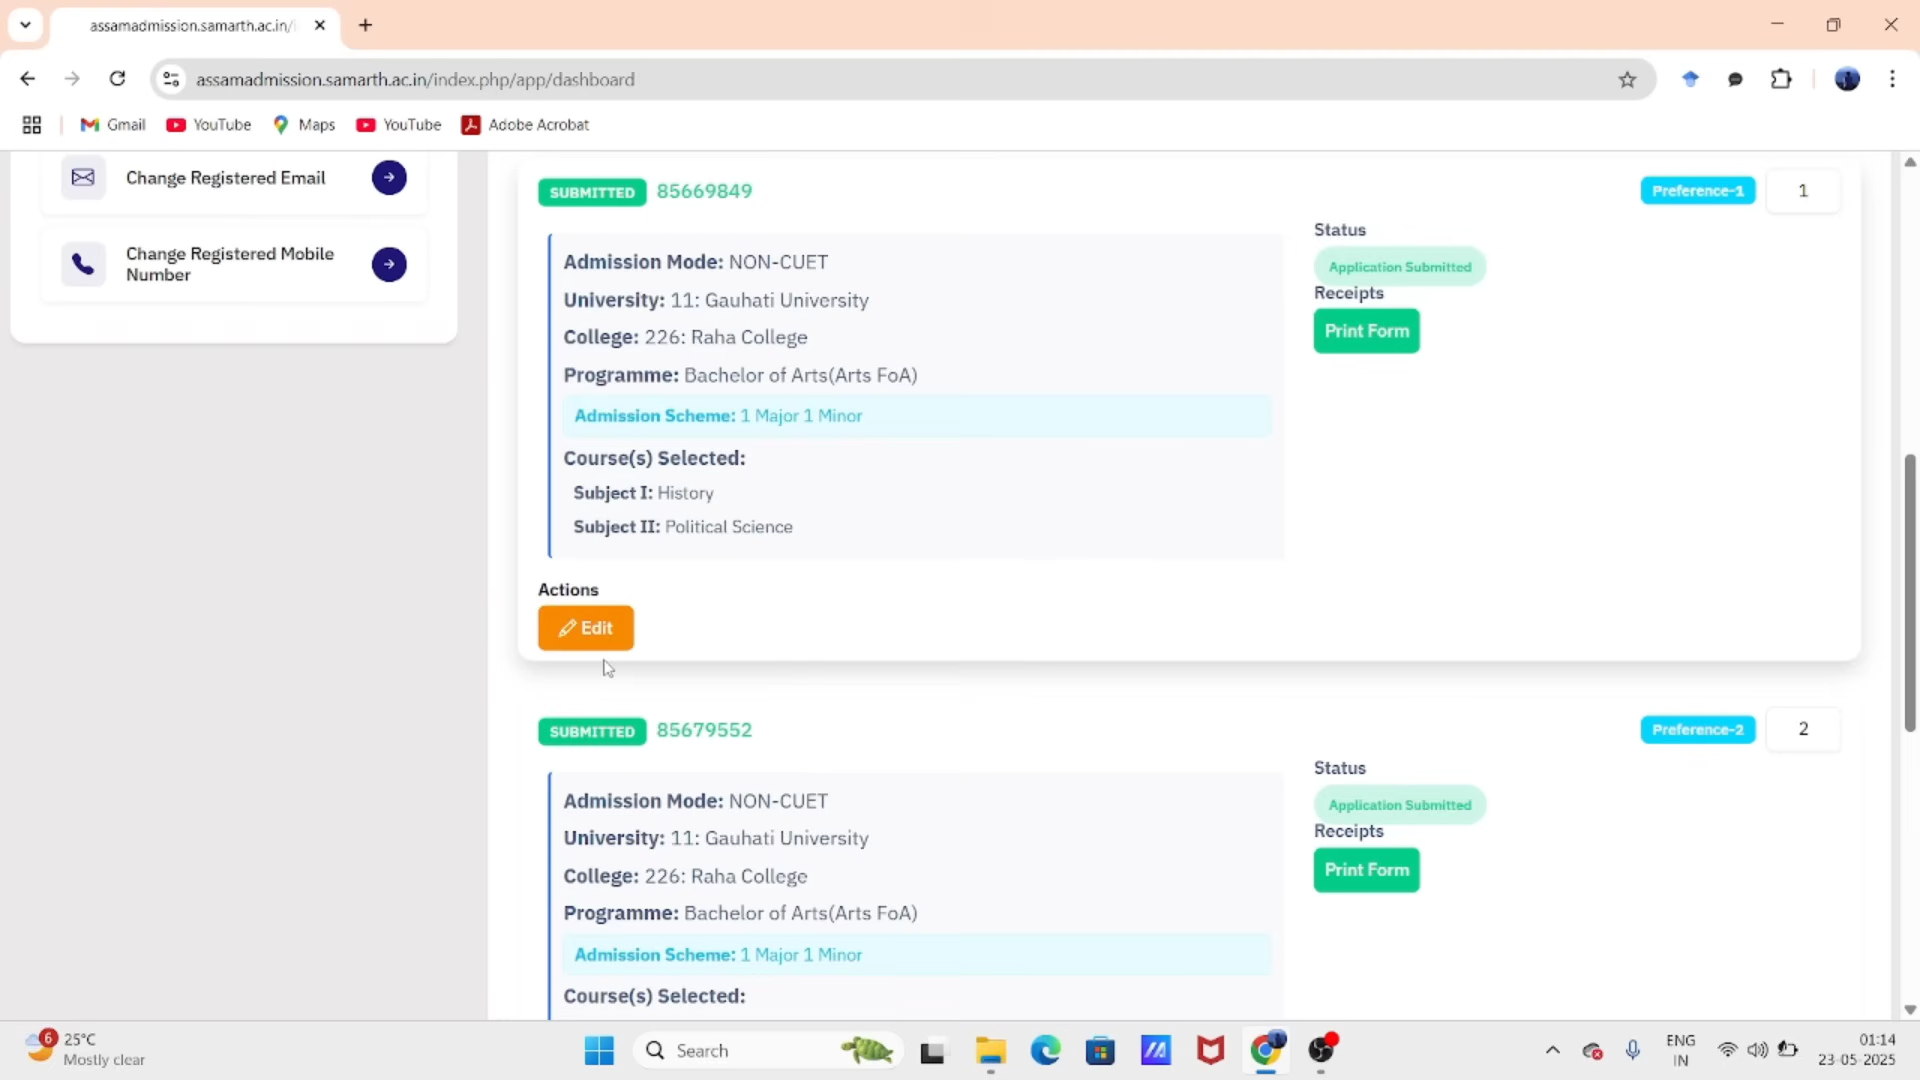 assamadmission.samarth.ac.in/i
assamadmission.samarth.ac.in/index.php/app/dashboard
Gmail
YouTube
Maps
YouTube
Adobe Acrobat
Change Registered Email
Change Registered Mobile
Number
SUBMITTED 85669849
Preference-1 1
Admission Mode: NON-CUET
University: 11: Gauhati University
College: 226: Raha College
Programme: Bachelor of Arts(Arts FoA)
Admission Scheme: 1 Major 1 Minor
Course(s) Selected:
Subject I: History
Subject II: Political Science
Status
Application Submitted
Receipts
Print Form
Actions
Edit
SUBMITTED 85679552
Preference-2 2
Admission Mode: NON-CUET
University: 11: Gauhati University
College: 226: Raha College
Programme: Bachelor of Arts(Arts FoA)
Admission Scheme: 1 Major 1 Minor
Course(s) Selected:
Status
Application Submitted
Receipts
Print Form
6
25°C
Mostly clear
Search
ENG
IN
01:14
23-05-2025